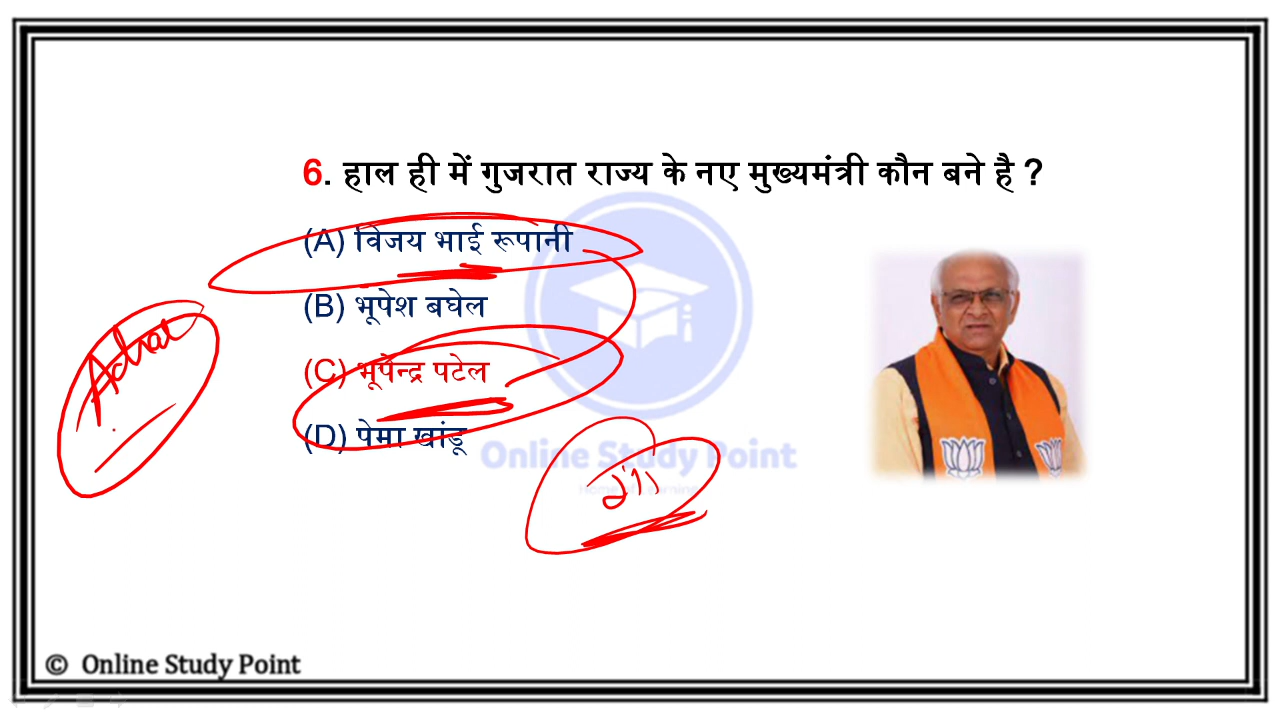 6. हाल ही में गुजरात राज्य के नए मुख्यमंत्री कौन बने है ?
(A) विजय भाई रूपानी
(B) भूपेश बघेल
(C) भूपेन्द्र पटेल
(D) पेमा खांडू
Online Study Point
© Online Study Point